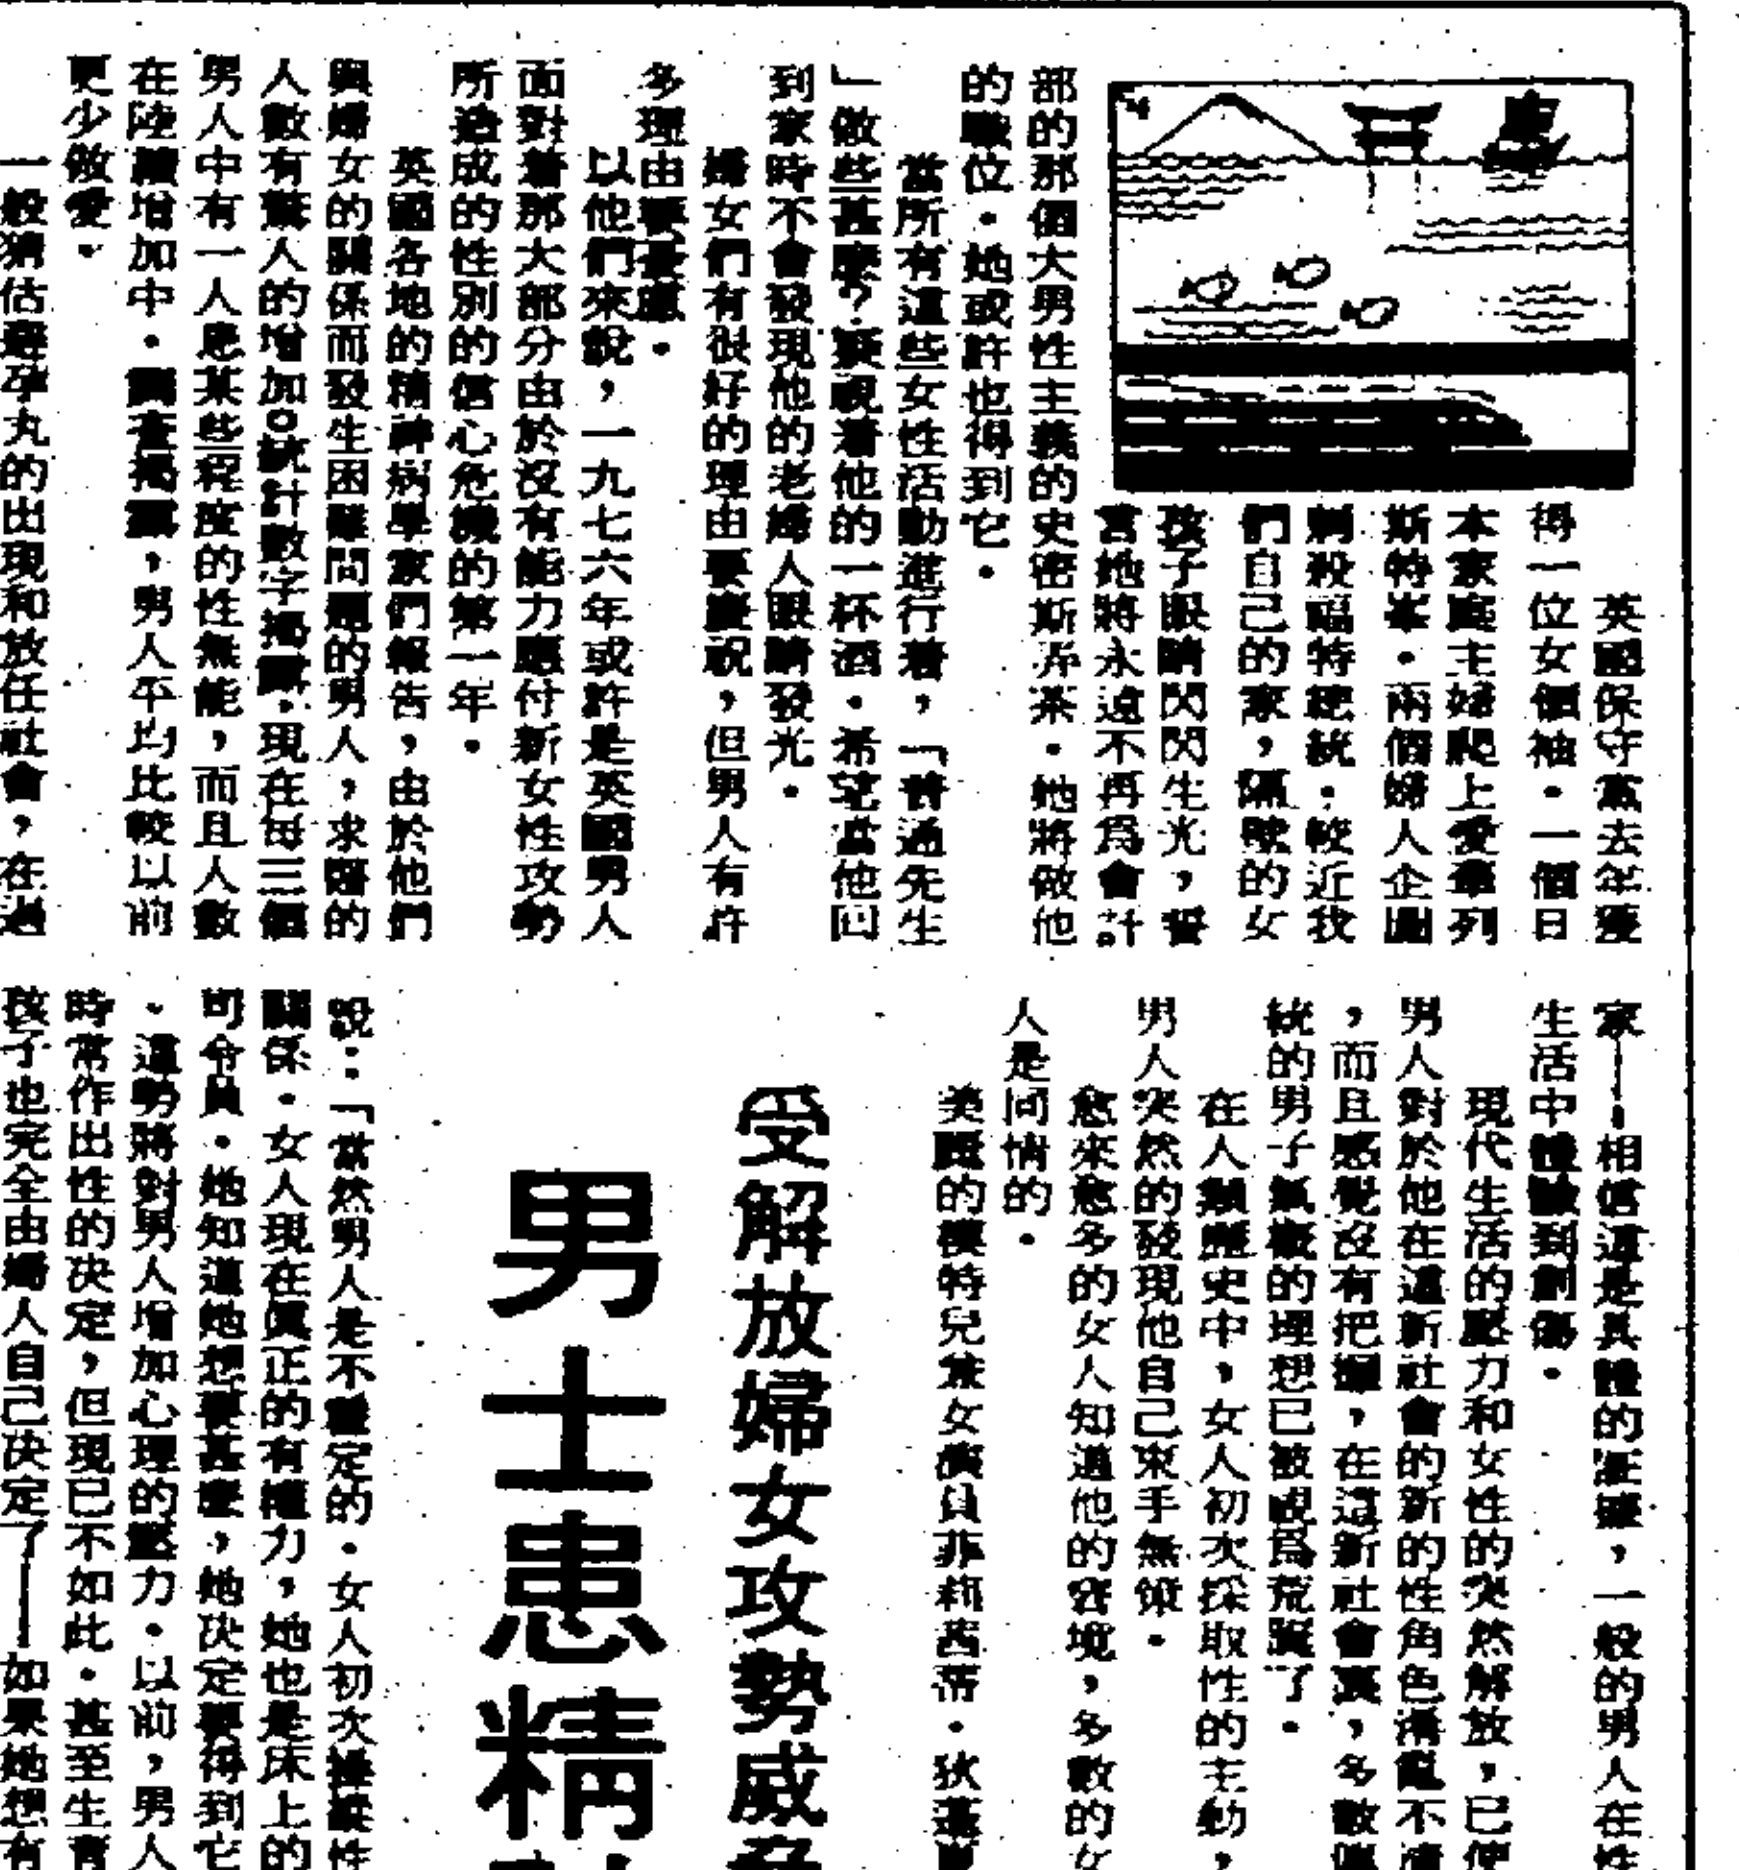 英國保守黨去年獲
得一位女領袖。一個日
本家庭主婦爬上愛華列
斯特峯。兩個婦人企圖
刺殺福特總統。較近我
們自己的家，隔壁的女
孩子眼睛閃閃生光，誓
言她將永遠不再為會計
部的那個大男性主義的史密斯弄茶。她將做他
的職位。她或許也得到它。
當所有這些女性活動進行着，「普通先生
」做些甚麼？凝視着他的一杯酒。希望當他回
到家時不會發現他的老婦人眼睛發光。
婦女們有很好的理由要慶祝，但男人有許
多理由要憂慮。
以他們來說，一九七六年或許是英國男人
面對着那大部分由於沒有能力應付新女性攻勢
所造成的性別的信心危機的第一年。
英國各地的精神病學家們報告，由於他們
與婦女的關係而發生困難問題的男人，求醫的
人數有驚人的增加。統計數字揭露，現在每三個
男人中有一人患某些程度的性無能，而且人數
在陸續增加中。調查揭露，男人平均比較以前
更少做愛。
一般猜估避孕丸的出現和放任社會，在過
受解放婦女攻勢威
男士患精
家——相信這是具體的証據，一般的男人在性
生活中體驗到創傷。
現代生活的壓力和女性的突然解放，已使
男人對於他在這新社會的新的性角色混亂不清
，而且感覺沒有把握，在這新社會裏，多數傳
統的男子氣概的理想已被視為荒誕了。
在人類歷史中，女人初次採取性的主動，
男人突然的發現他自己束手無策。
愈來愈多的女人知道他的窘境，多數的女
人是同情的。
美麗的模特兒兼女演員菲莉茜蒂。狄蓬
說：「當然男人是不穩定的。女人初次操縱性
關係。女人現在真正的有權力，她也是床上的
司令員。她知道她想要甚麼，她決定要得到它
。這勢將對男人增加心理的壓力。以前，男人
時常作出性的決定，但現已不如此。甚至生育
孩子也完全由婦人自己決定了——如果她想有